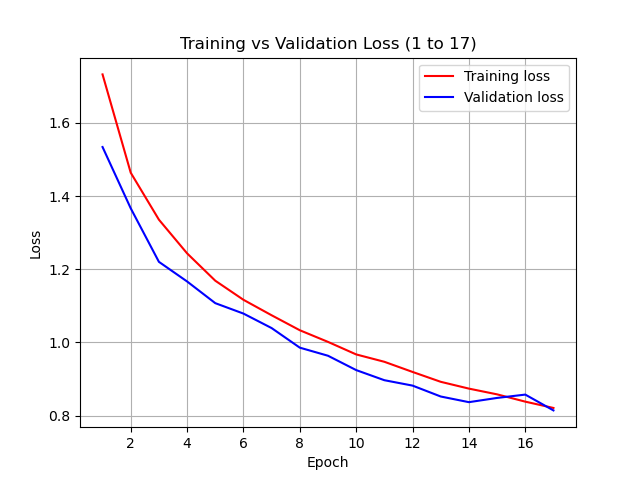 Training vs Validation Loss (1 to 17)
Training loss
Validation loss
Loss
1.6
1.4
1.2
1.0
0.8
2 4 6 8 10 12 14 16
Epoch